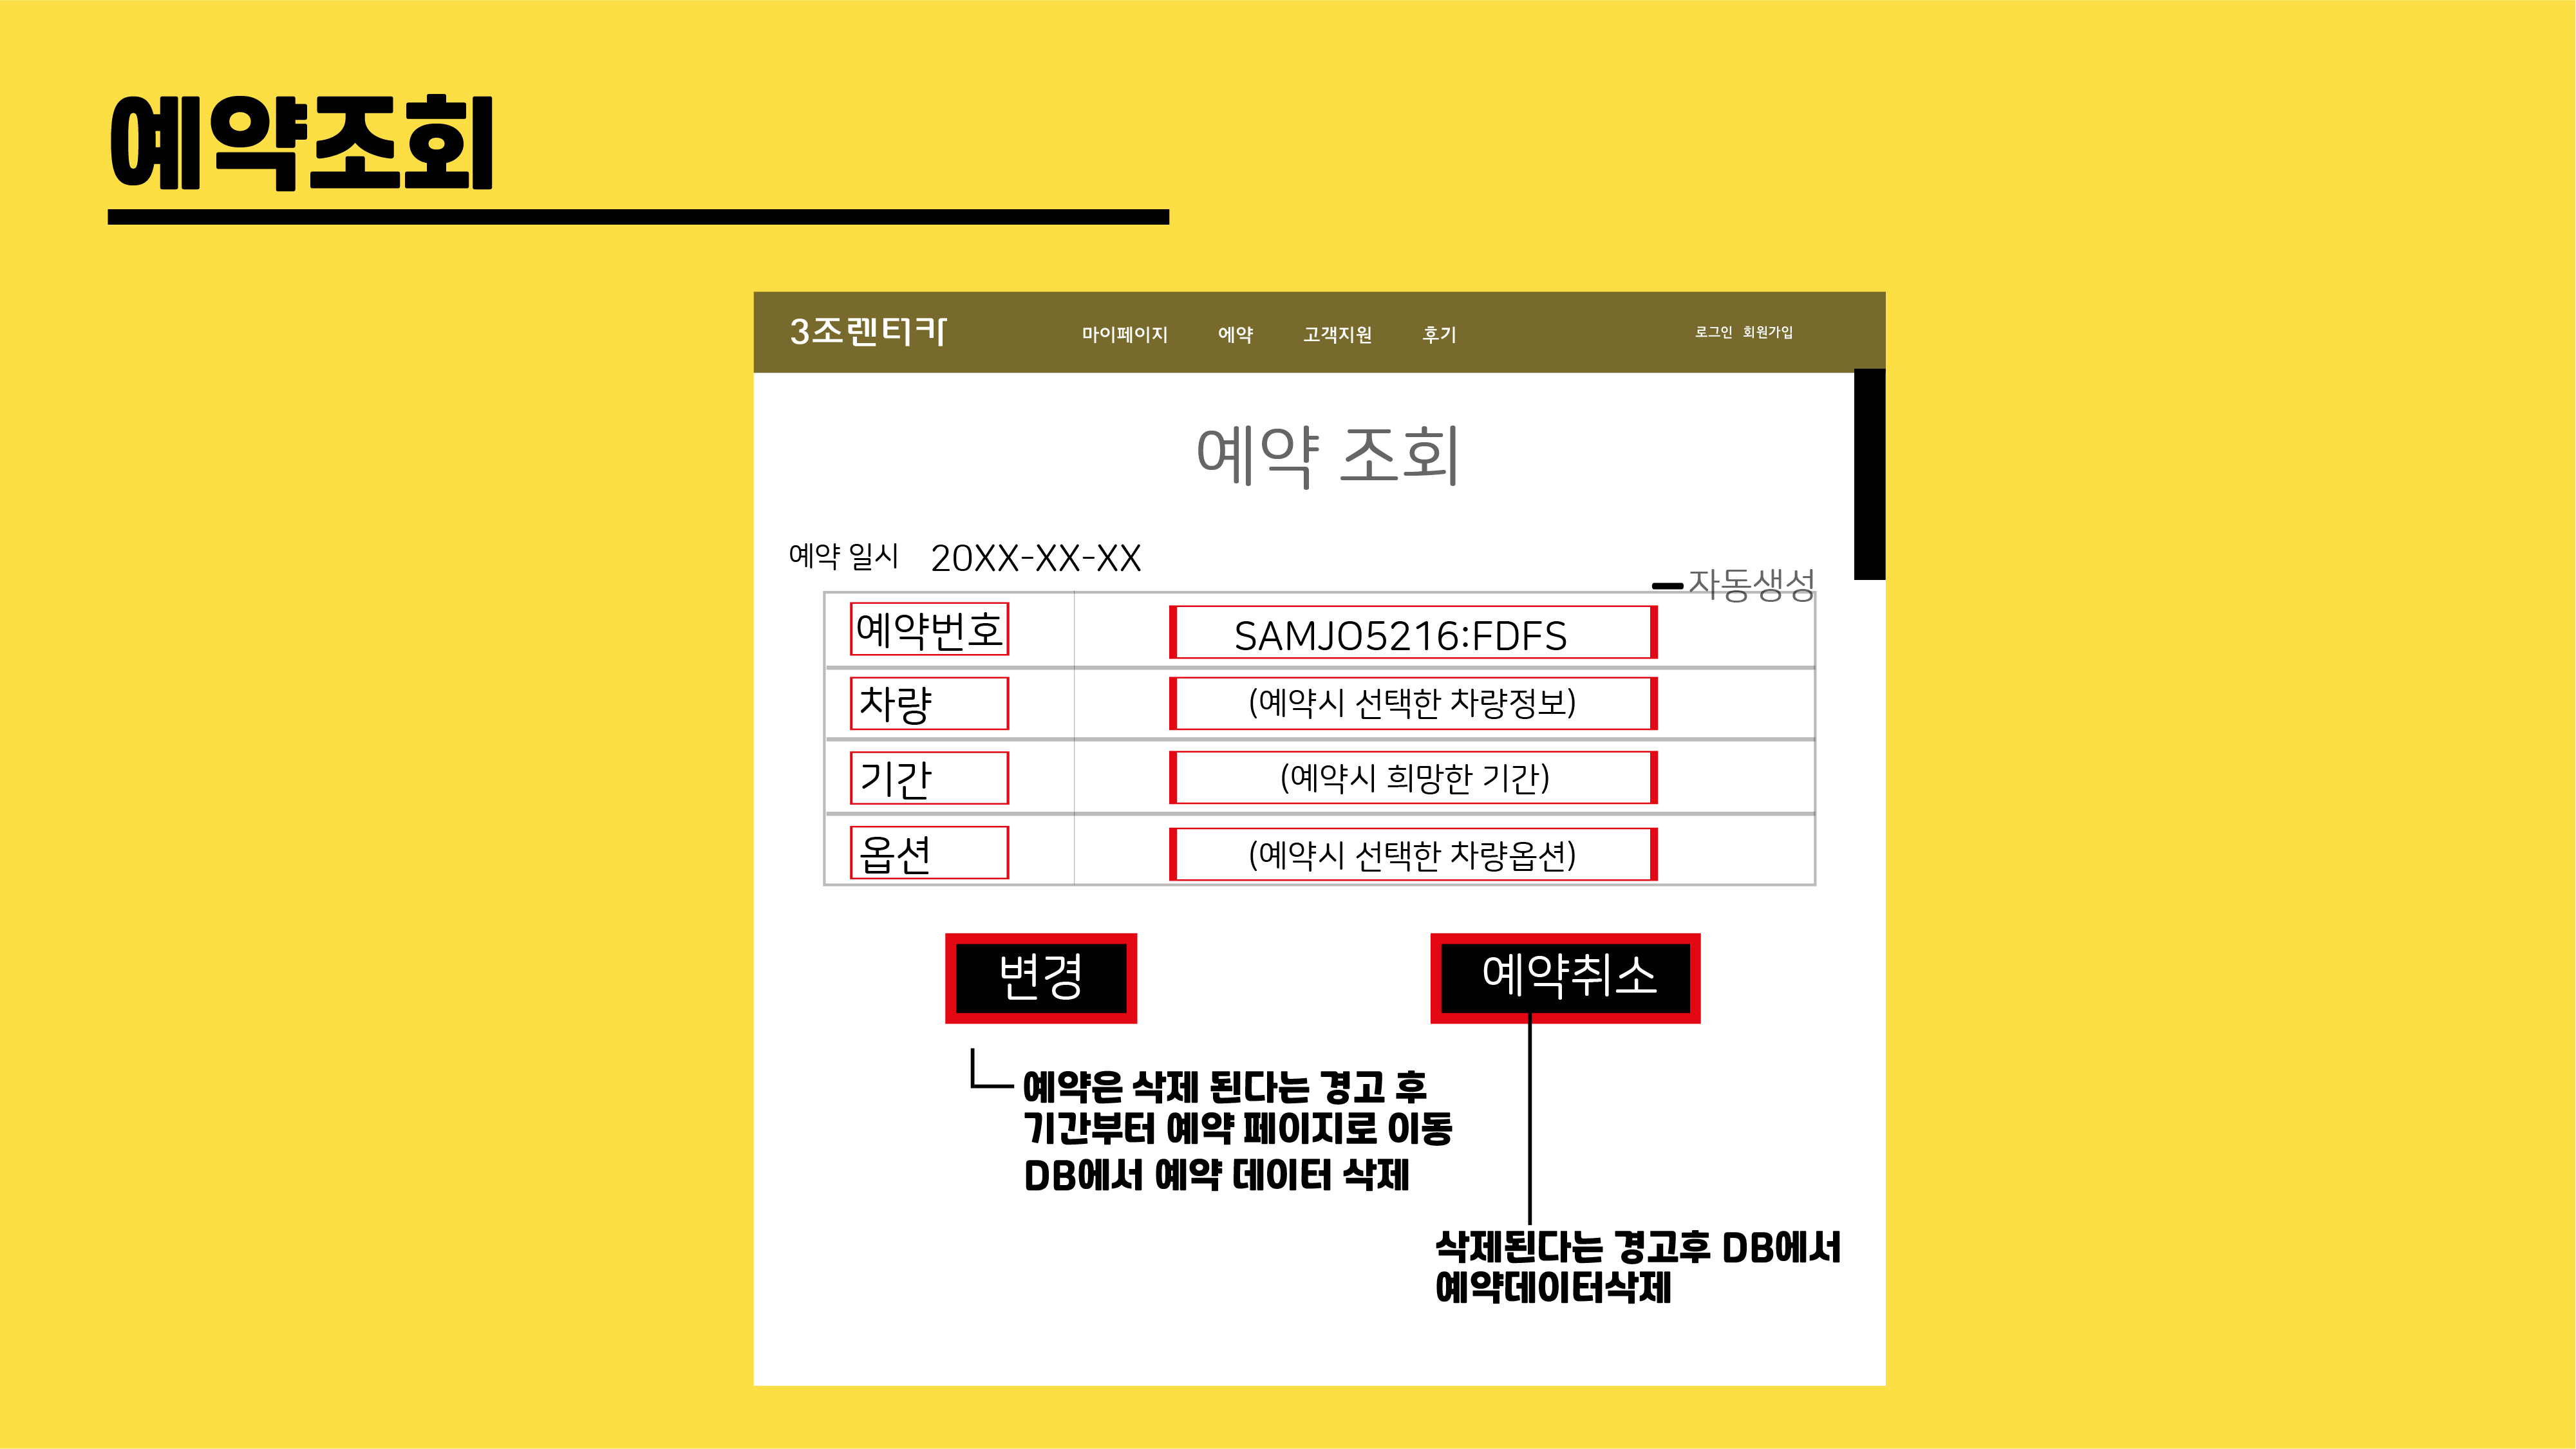 예약조회
3조렌터카 마이페이지 에약 고객지원 후기 로그인 회원가입
예약 조회
예약 일시 20XX-XX-XX
자동생성
예약번호 SAMJO5216:FDFS
차량 (예약시 선택한 차량정보)
기간 (예약시 희망한 기간)
옵션 (예약시 선택한 차량옵션)
변경 예약취소
예약은 삭제 된다는 경고 후
기간부터 예약 페이지로 이동
DB에서 예약 데이터 삭제
삭제된다는 경고후 DB에서
예약데이터삭제